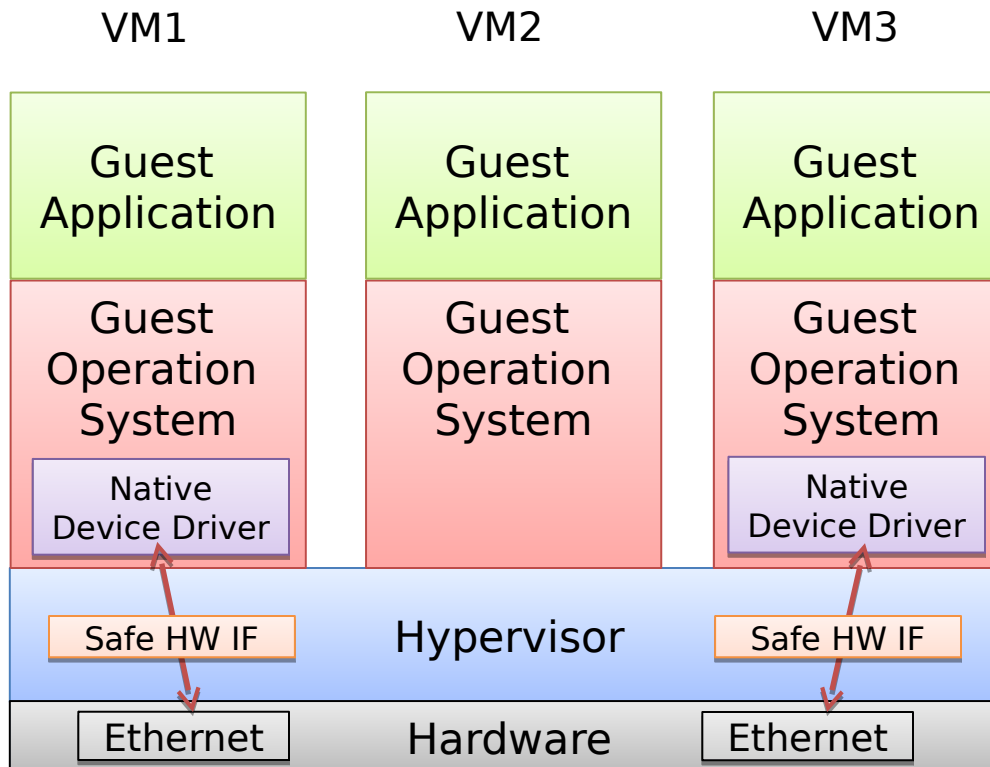 VM1
VM2
VM3
Guest
Application
Guest
Application
Guest
Application
Guest
Operation
System
Guest
Operation
System
Guest
Operation
System
Native
Device Driver
Native
Device Driver
Safe HW IF
Hypervisor
Safe HW IF
Ethernet
Hardware
Ethernet